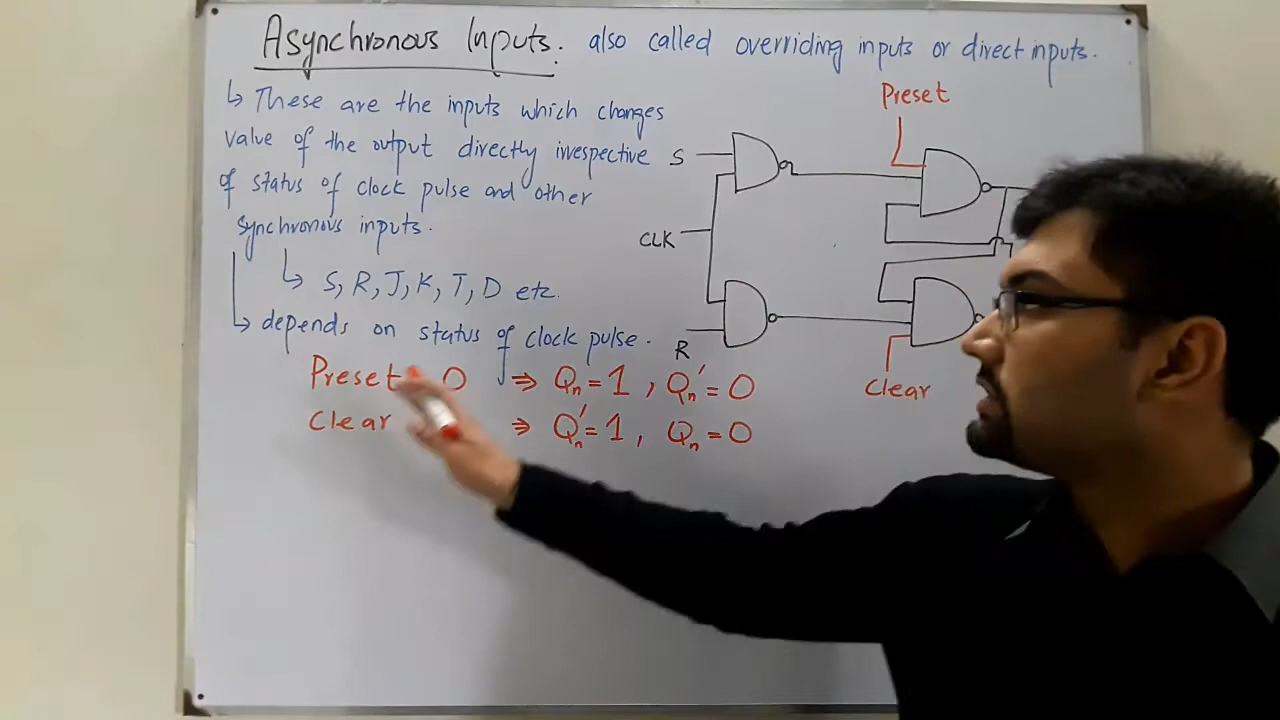 Asynchronous Inputs. also called overriding inputs or direct inputs.
↳ These are the inputs which changes
value of the output directly irrespective
of status of clock pulse and other
synchronous inputs.
↳ S, R, J, K, T, D etc.
↳ depends on status of clock pulse.
Preset 0 ⇒ Qn = 1, Qn' = 0
Clear ⇒ Qn' = 1, Qn = 0
Preset
S
CLK
R
Clear